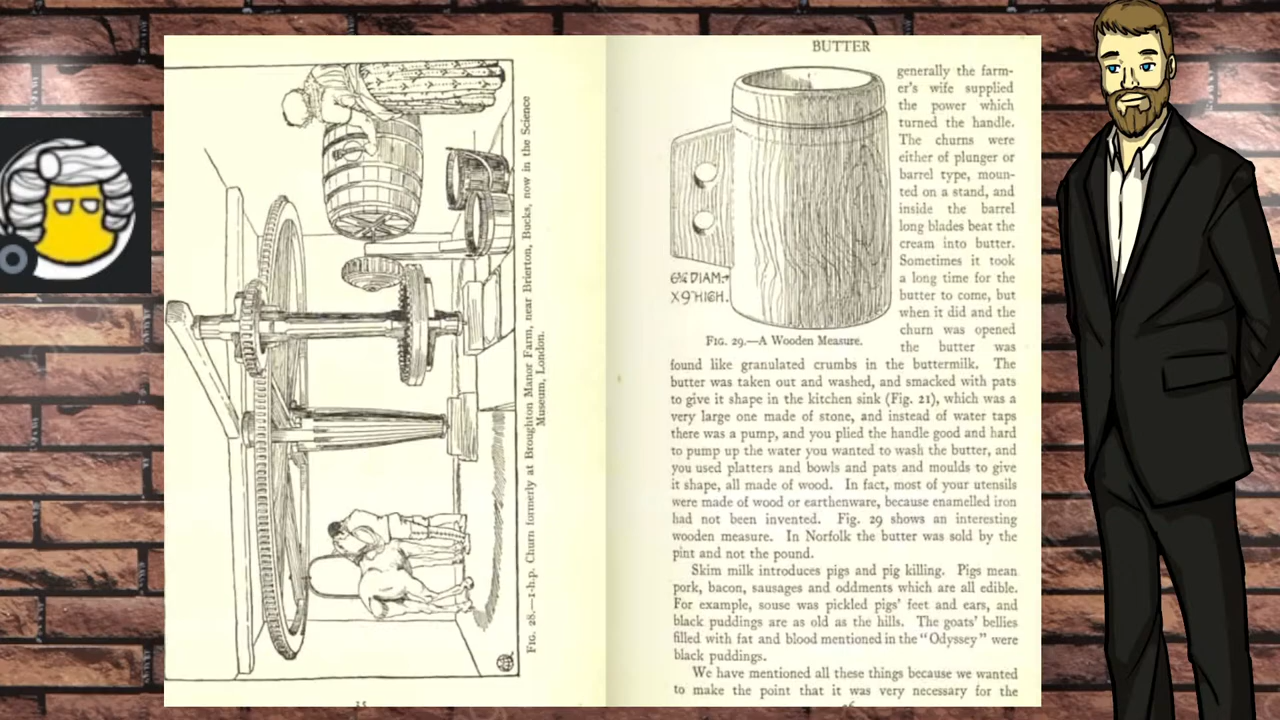 FIG. 28.—1-h.p. Churn formerly at Broughton Manor Farm, near Brierton, Bucks, now in the Science
Museum, London.
BUTTER
generally the farm-
er's wife supplied
the power which
turned the handle.
The churns were
either of plunger or
barrel type, moun-
ted on a stand, and
inside the barrel
long blades beat the
cream into butter.
Sometimes it took
a long time for the
butter to come, but
when it did and the
churn was opened
the butter was
6¼ DIAM:
X 9" HIGH.
FIG. 29.—A Wooden Measure.
found like granulated crumbs in the buttermilk. The
butter was taken out and washed, and smacked with pats
to give it shape in the kitchen sink (Fig. 21), which was a
very large one made of stone, and instead of water taps
there was a pump, and you plied the handle good and hard
to pump up the water you wanted to wash the butter, and
you used platters and bowls and pats and moulds to give
it shape, all made of wood. In fact, most of your utensils
were made of wood or earthenware, because enamelled iron
had not been invented. Fig. 29 shows an interesting
wooden measure. In Norfolk the butter was sold by the
pint and not the pound.
Skim milk introduces pigs and pig killing. Pigs mean
pork, bacon, sausages and oddments which are all edible.
For example, souse was pickled pigs' feet and ears, and
black puddings are as old as the hills. The goats' bellies
filled with fat and blood mentioned in the "Odyssey" were
black puddings.
We have mentioned all these things because we wanted
to make the point that it was very necessary for the